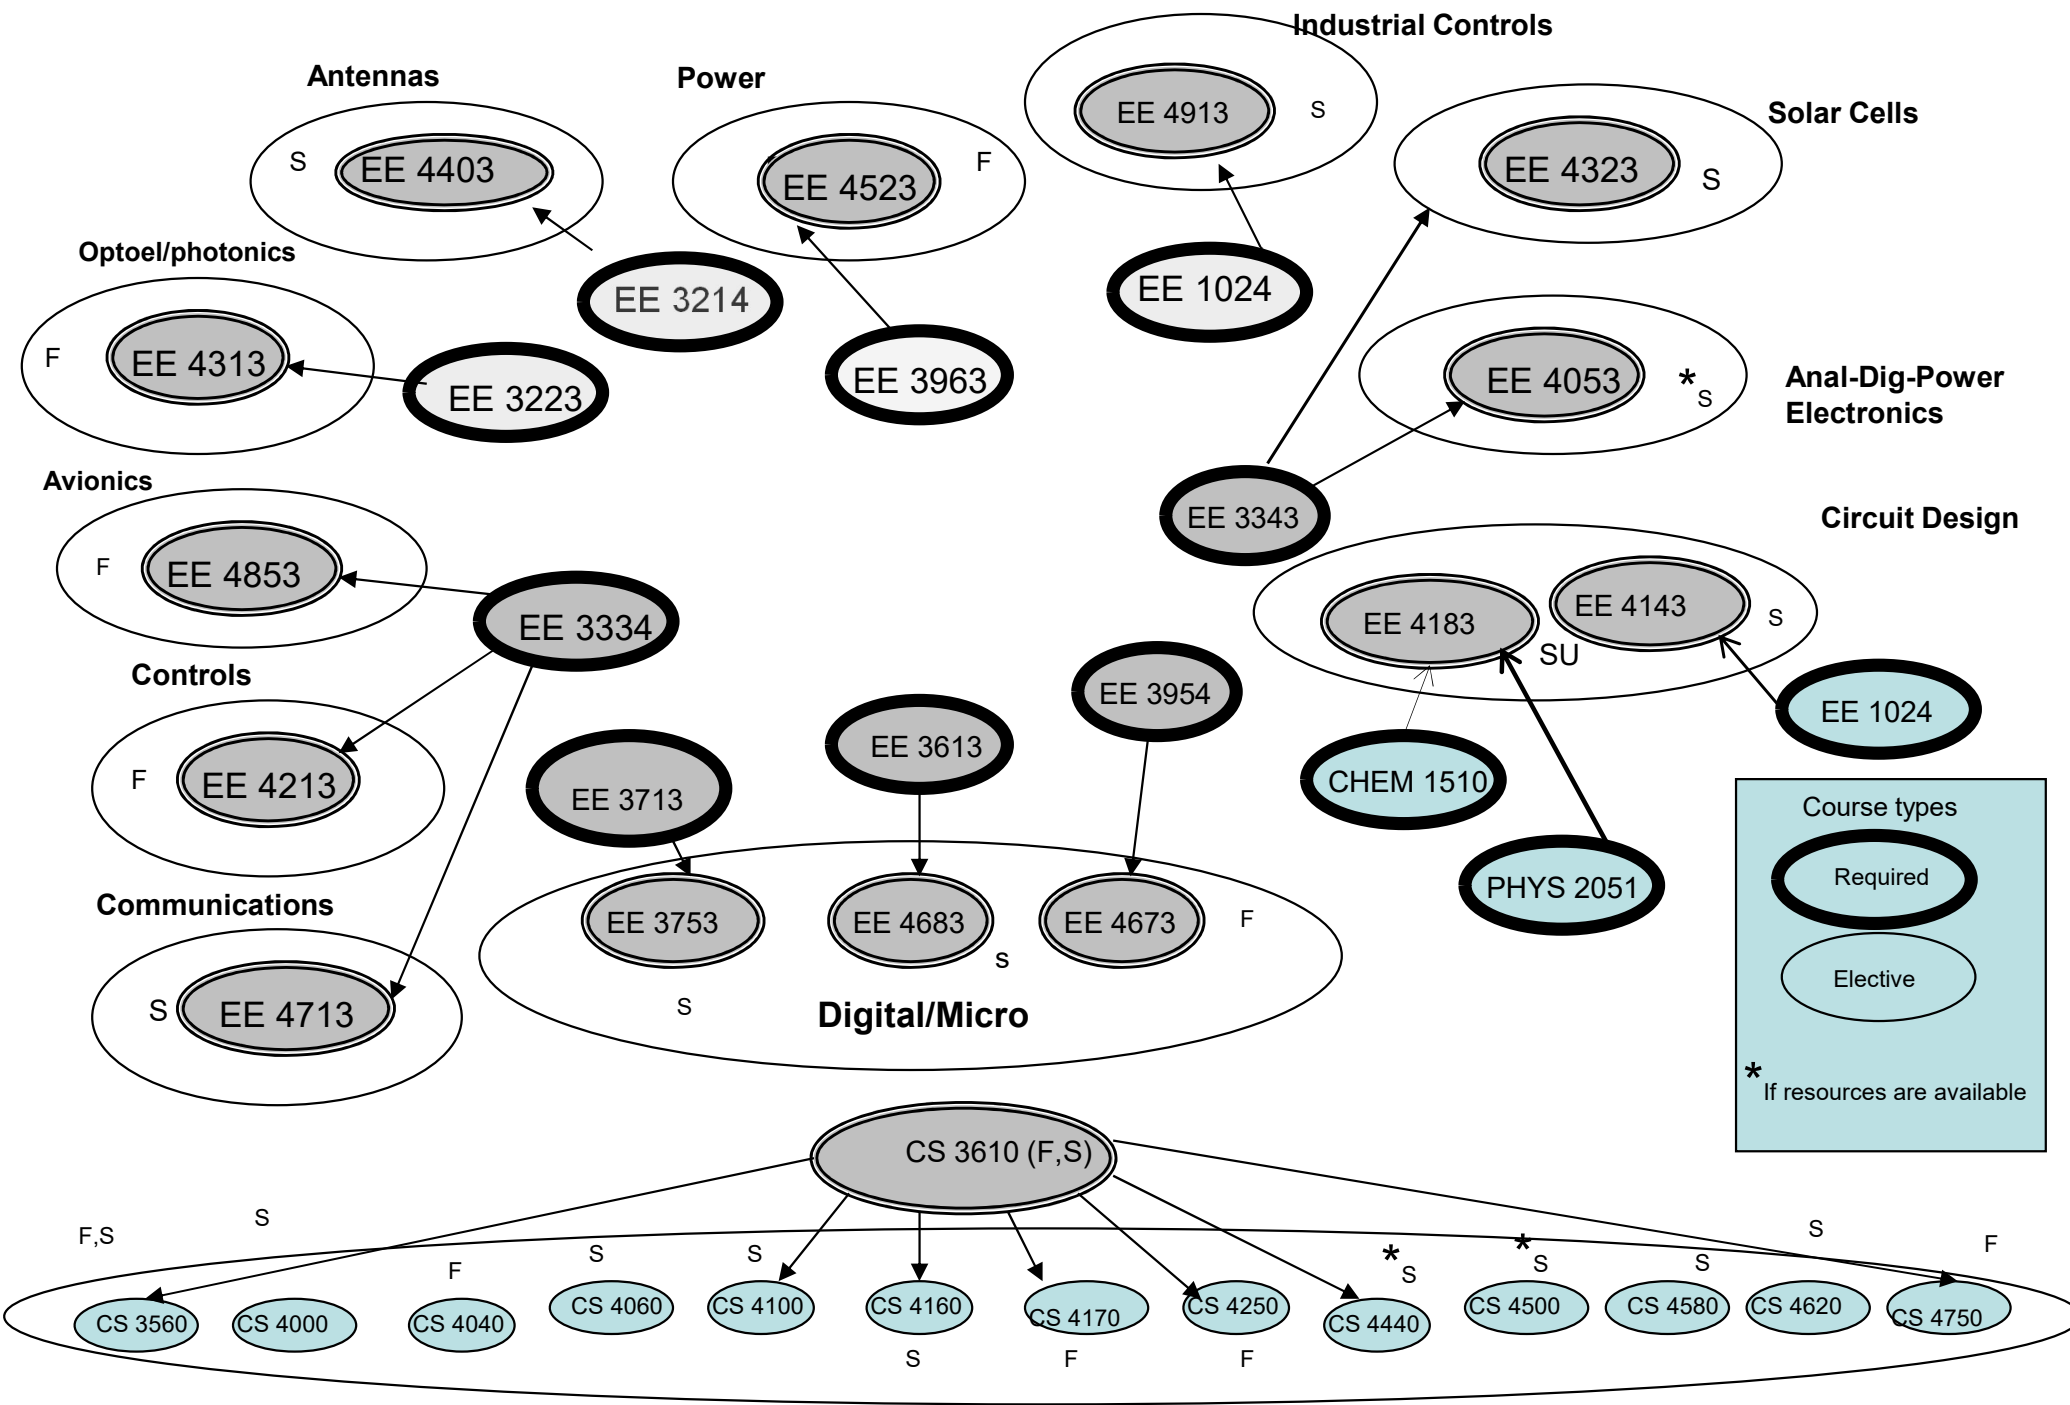 Industrial Controls
Antennas
Power
EE 4913
S
Solar Cells
S
EE 4403
EE 4523
F
EE 4323
S
Optoel/photonics
EE 3214
EE 1024
F
EE 4313
EE 3223
EE 3963
EE 4053
*
S
Anal-Dig-Power
Electronics
Avionics
EE 3343
Circuit Design
F
EE 4853
EE 3334
EE 4183
EE 4143
S
SU
Controls
EE 3954
EE 1024
F
EE 4213
EE 3713
EE 3613
CHEM 1510
PHYS 2051
Course types
Required
Elective
*
If resources are available
Communications
S
EE 4713
EE 3753
EE 4683
s
EE 4673
F
S
Digital/Micro
CS 3610 (F,S)
F,S
S
F
S
S
*
S
*
S
S
S
F
CS 3560
CS 4000
CS 4040
CS 4060
CS 4100
CS 4160
CS 4170
CS 4250
CS 4440
CS 4500
CS 4580
CS 4620
CS 4750
S
F
F